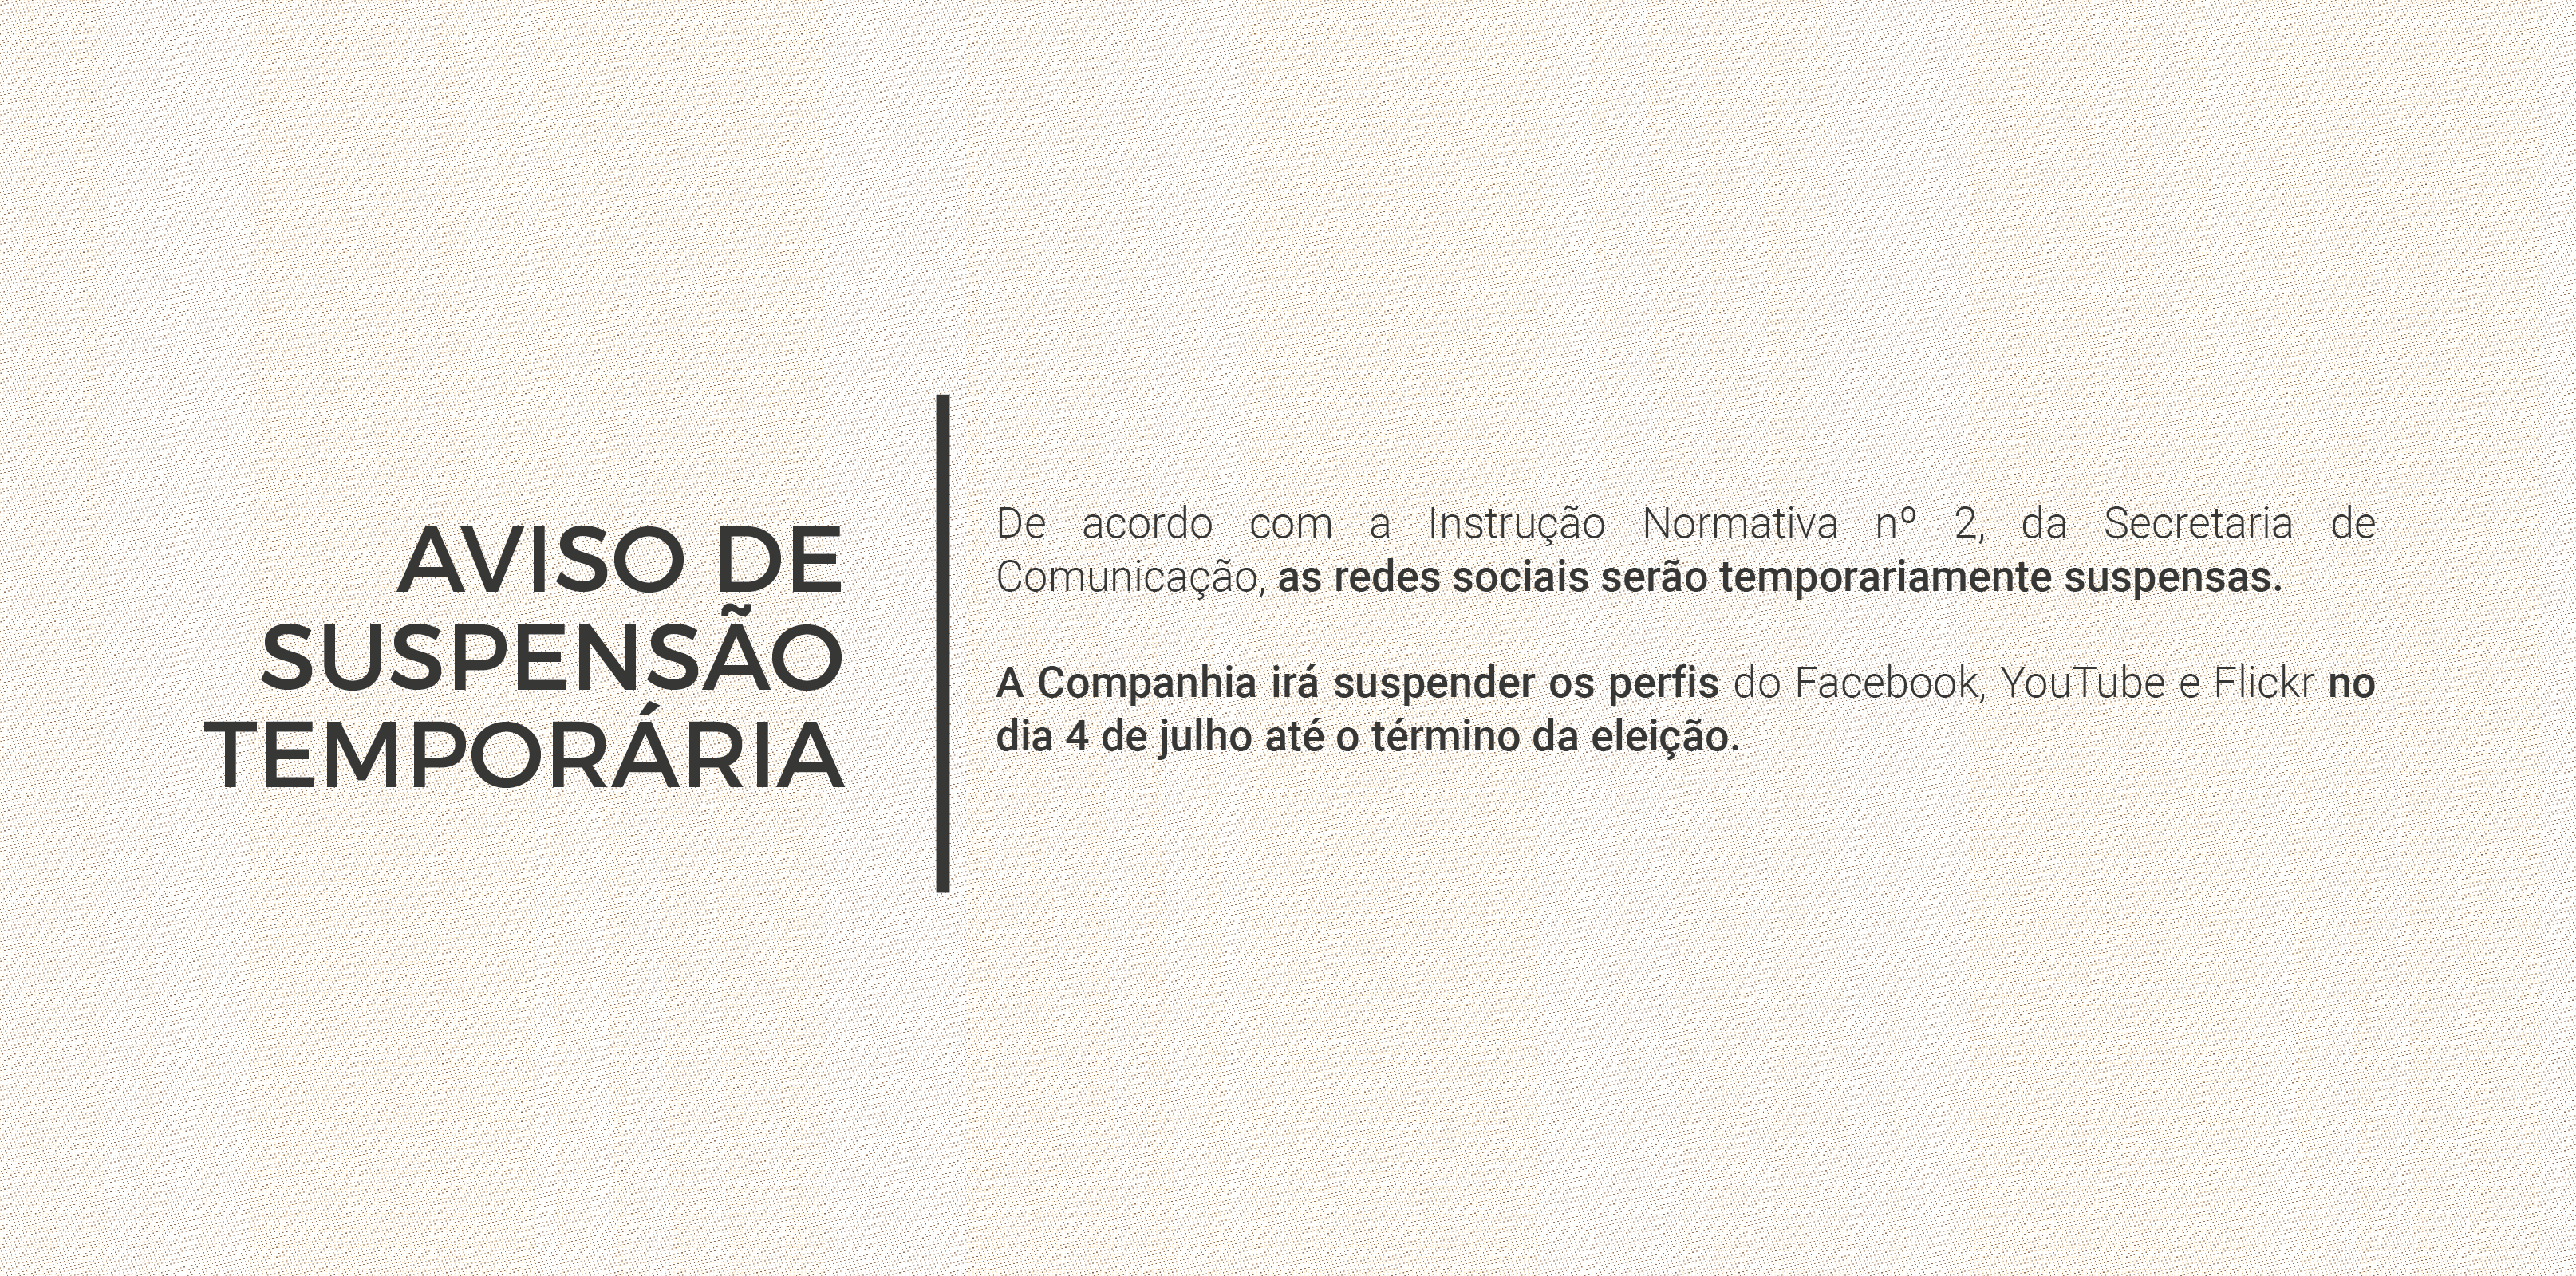 AVISO DE
SUSPENSÃO
TEMPORÁRIA
De acordo com a Instrução Normativa nº 2, da Secretaria de
Comunicação, as redes sociais serão temporariamente suspensas.
A Companhia irá suspender os perfis do Facebook, YouTube e Flickr no
dia 4 de julho até o término da eleição.